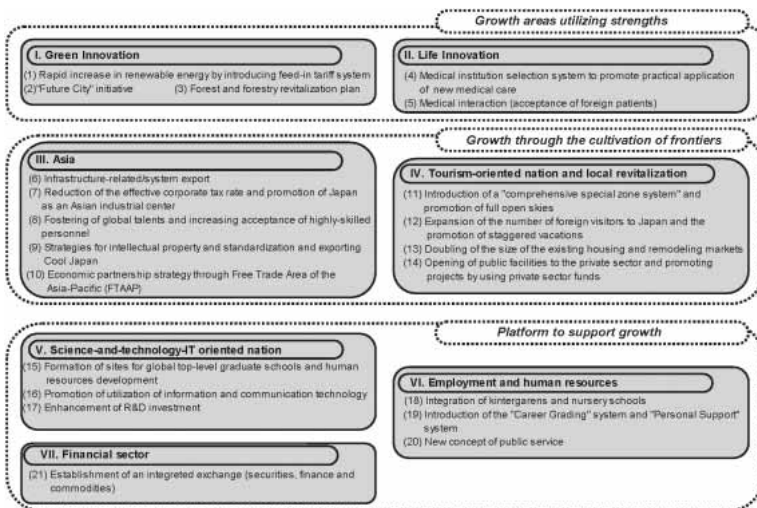 Growth areas utilizing strengths
I. Green Innovation
(1) Rapid increase in renewable energy by introducing feed-in tariff system
(2)"Future City" initiative (3) Forest and forestry revitalization plan
II. Life Innovation
(4) Medical institution selection system to promote practical application
of new medical care
(5) Medical interaction (acceptance of foreign patients)
Growth through the cultivation of frontiers
III. Asia
(6) Infrastructure-related/system export
(7) Reduction of the effective corporate tax rate and promotion of Japan
as an Asian industrial center
(8) Fostering of global talents and increasing acceptance of highly-skilled
personnel
(9) Strategies for intellectual property and standardization and exporting
Cool Japan
(10) Economic partnership strategy through Free Trade Area of the
Asia-Pacific (FTAAP)
IV. Tourism-oriented nation and local revitalization
(11) Introduction of a "comprehensive special zone system" and
promotion of full open skies
(12) Expansion of the number of foreign visitors to Japan and the
promotion of staggered vacations
(13) Doubling of the size of the existing housing and remodeling markets
(14) Opening of public facilities to the private sector and promoting
projects by using private sector funds
Platform to support growth
V. Science-and-technology-IT oriented nation
(15) Formation of sites for global top-level graduate schools and human
resources development
(16) Promotion of utilization of information and communication technology
(17) Enhancement of R&D investment
VI. Employment and human resources
(18) Integration of kintergartens and nursery schools
(19) Introduction of the "Career Grading" system and "Personal Support"
system
(20) New concept of public service
VII. Financial sector
(21) Establishment of an integreted exchange (securities, finance and
commodities)